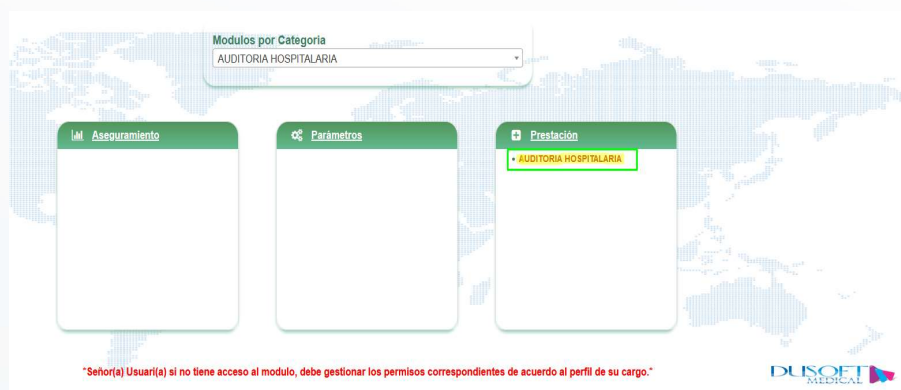 Modulos por Categoria
AUDITORIA HOSPITALARIA
Aseguramiento
Parámetros
Prestación
AUDITORIA HOSPITALARIA
"Señor(a) Usuari(a) si no tiene acceso al modulo, debe gestionar los permisos correspondientes de acuerdo al perfil de su cargo."
DUSOFT
MEDICAL